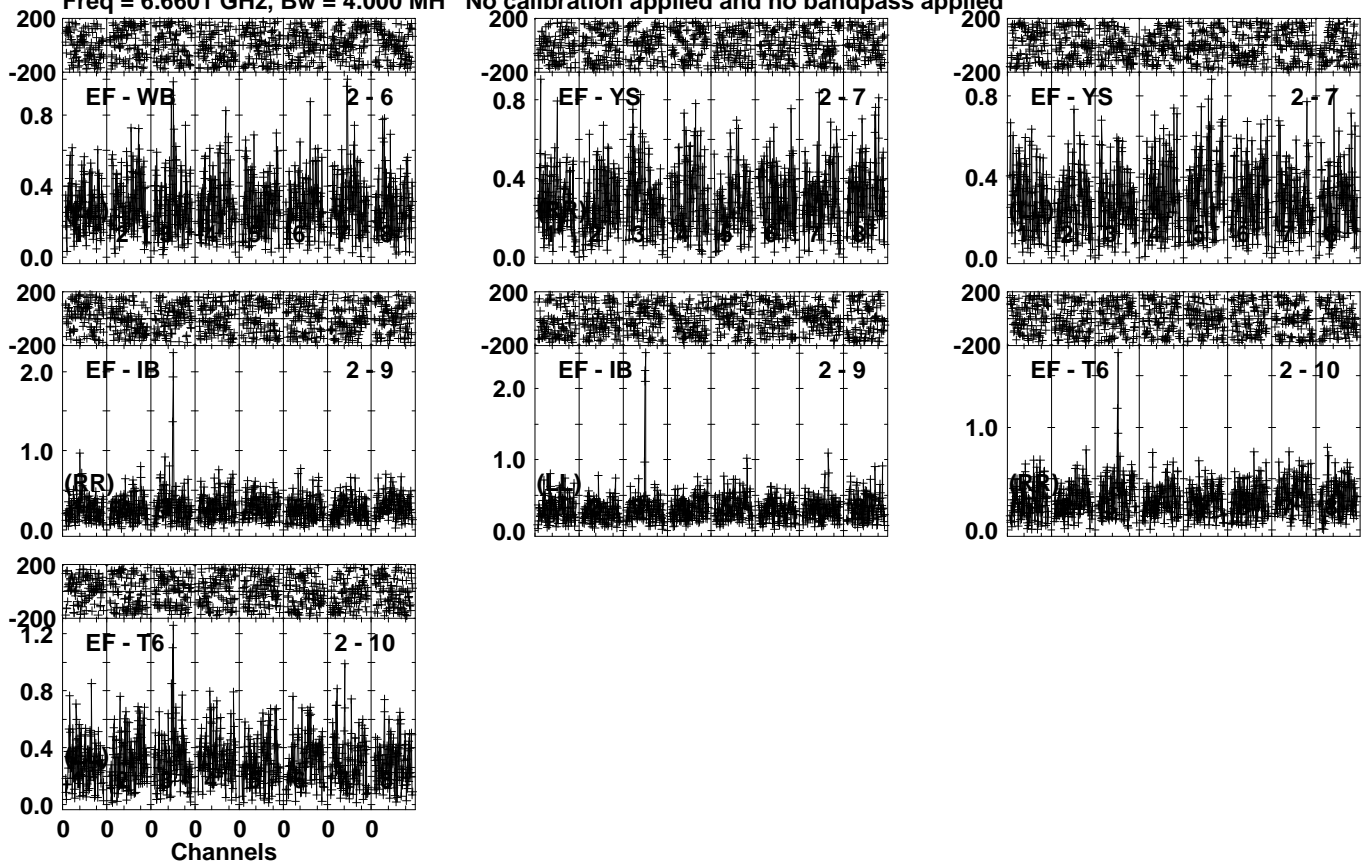 Freq = 6.6601 GHz, Bw = 4.000 MH No calibration applied and no bandpass applied
200 200 200
-200 -200 -200
EF - WB 2 - 6 EF - YS 2 - 7 EF - YS 2 - 7
0.8 0.8 0.8
0.4 0.4 0.4
0.0 0.0 0.0
200 200 200
-200 -200 -200
EF - IB 2 - 9 EF - IB 2 - 9 EF - T6 2 - 10
2.0 2.0
1.0 1.0 1.0
(RR) (LL) (RR)
0.0 0.0 0.0
200
-200
1.2 EF - T6 2 - 10
0.8
0.4
0.0
0 0 0 0 0 0 0 0
Channels